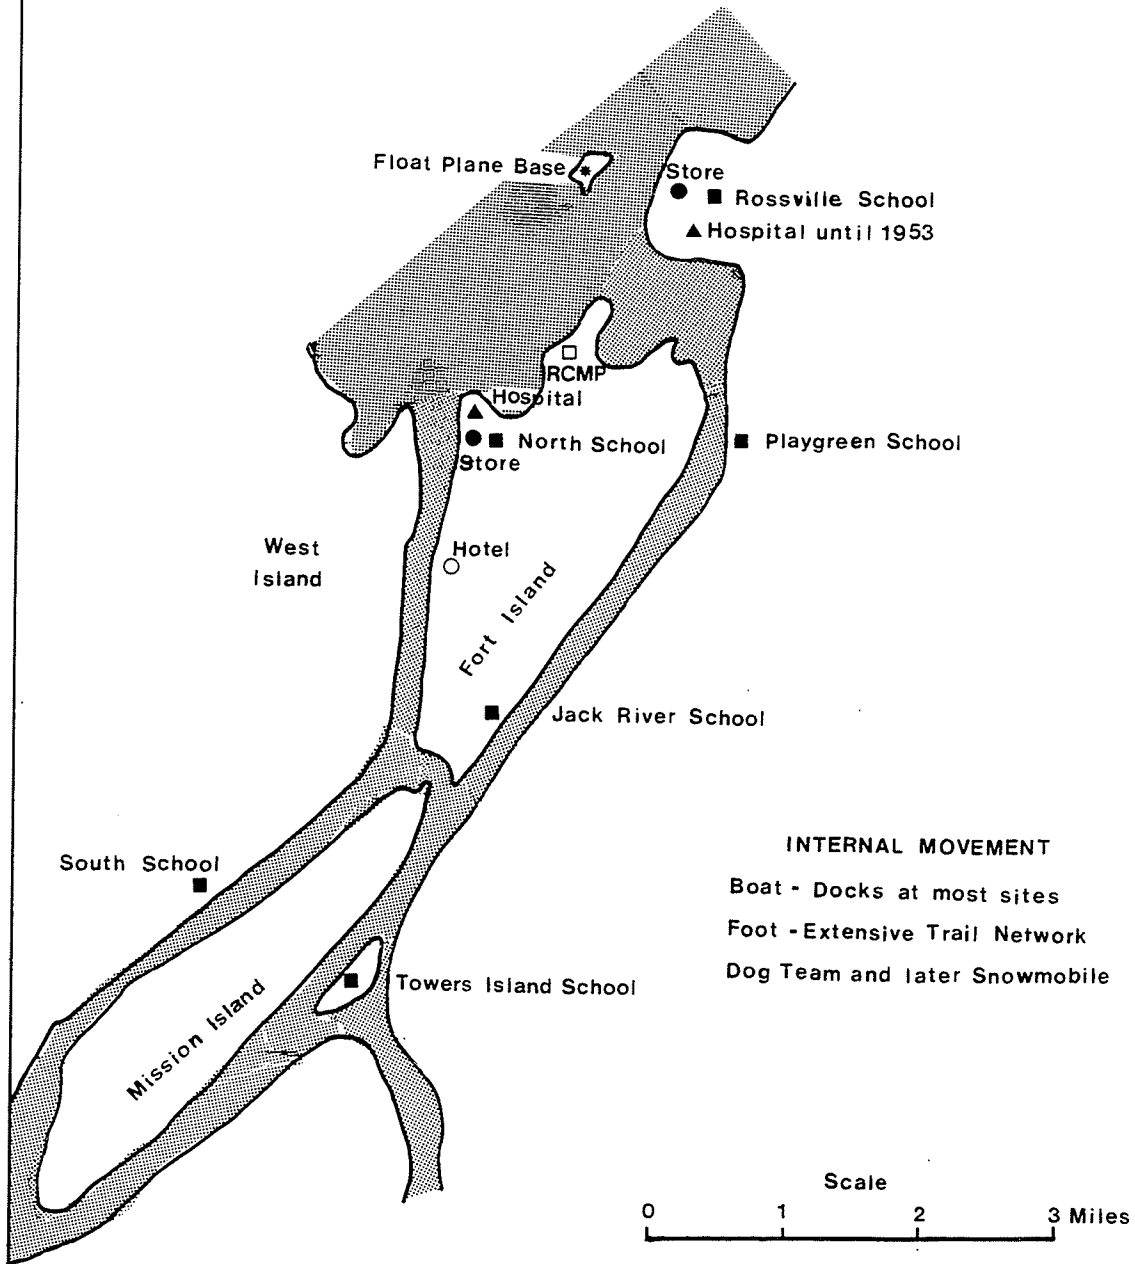 Float Plane Base
Store
Rossville School
Hospital until 1953
RCMP
Hospital
North School
Store
Playgreen School
West
Island
Hotel
Fort Island
Jack River School
South School
INTERNAL MOVEMENT
Boat - Docks at most sites
Foot - Extensive Trail Network
Dog Team and later Snowmobile
Towers Island School
Mission Island
Scale
0 1 2 3 Miles